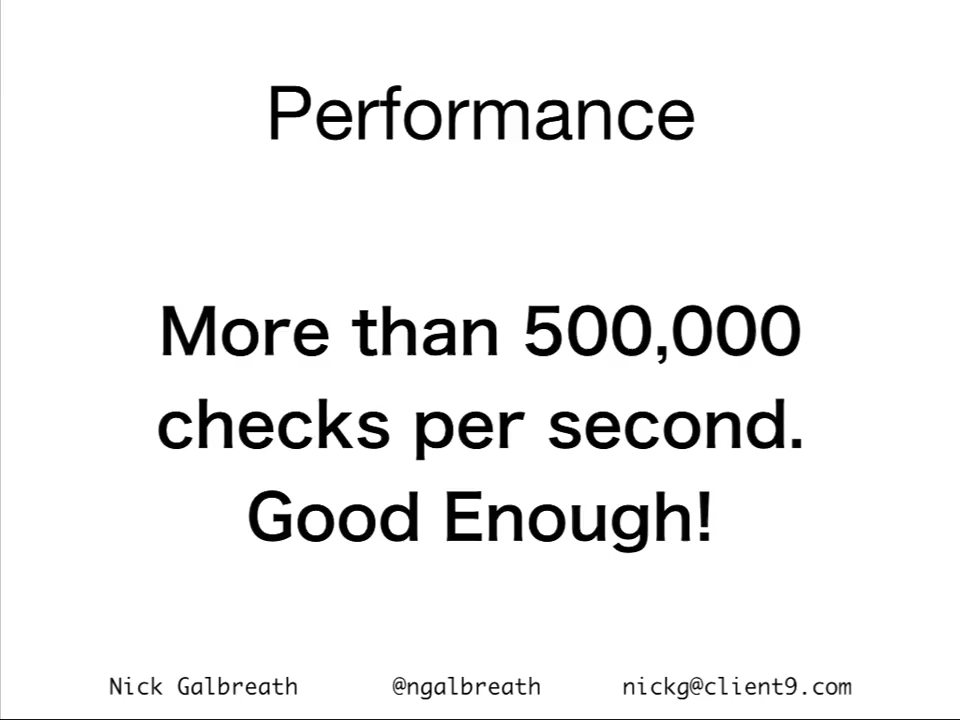 Performance
More than 500,000
checks per second.
Good Enough!
Nick Galbreath @ngalbreath nickg@client9.com